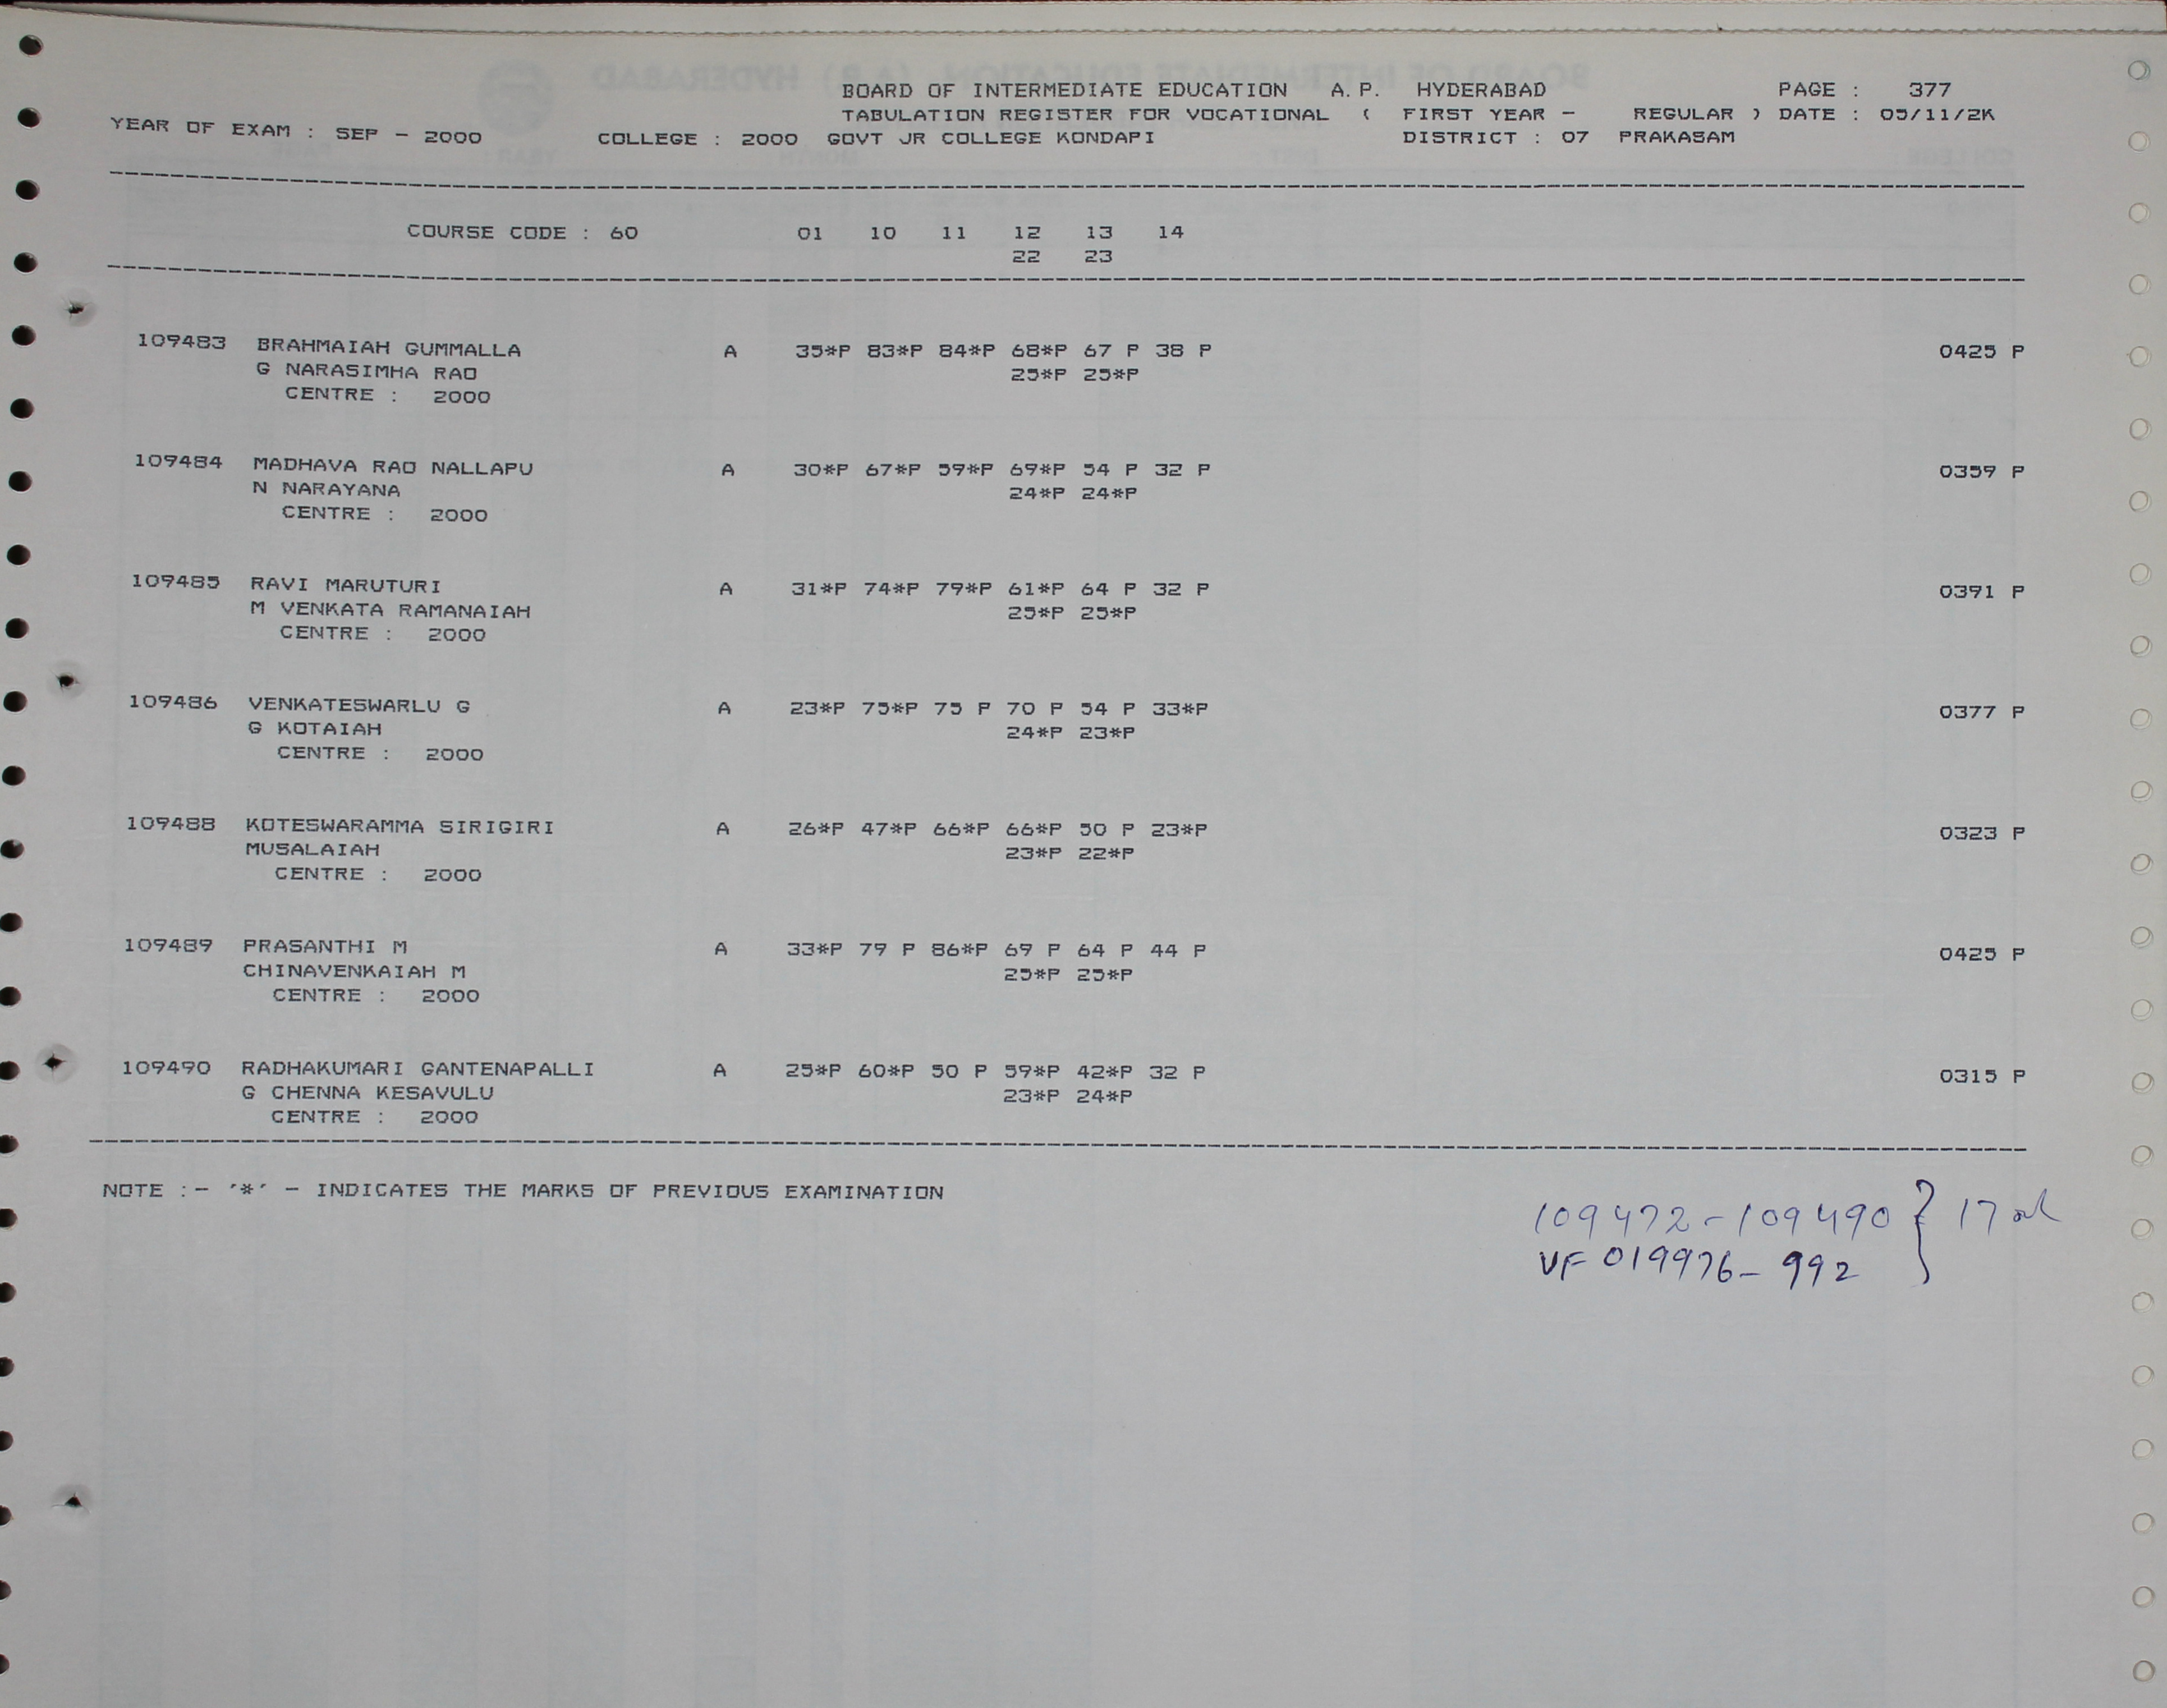 BOARD OF INTERMEDIATE EDUCATION A.P. HYDERABAD PAGE : 377
TABULATION REGISTER FOR VOCATIONAL ( FIRST YEAR - REGULAR ) DATE : 05/11/2K
YEAR OF EXAM : SEP - 2000 COLLEGE : 2000 GOVT JR COLLEGE KONDAPI DISTRICT : 07 PRAKASAM
COURSE CODE : 60 01 10 11 12 13 14
22 23
109483 BRAHMAIAH GUMMALLA A 35*P 83*P 84*P 68*P 67 P 38 P 0425 P
G NARASIMHA RAO 25*P 25*P
CENTRE : 2000
109484 MADHAVA RAO NALLAPU A 30*P 67*P 59*P 69*P 54 P 32 P 0359 P
N NARAYANA 24*P 24*P
CENTRE : 2000
109485 RAVI MARUTURI A 31*P 74*P 79*P 61*P 64 P 32 P 0391 P
M VENKATA RAMANAIAH 25*P 25*P
CENTRE : 2000
109486 VENKATESWARLU G A 23*P 75*P 75 P 70 P 54 P 33*P 0377 P
G KOTAIAH 24*P 23*P
CENTRE : 2000
109488 KOTESWARAMMA SIRIGIRI A 26*P 47*P 66*P 66*P 50 P 23*P 0323 P
MUSALAIAH 23*P 22*P
CENTRE : 2000
109489 PRASANTHI M A 33*P 79 P 86*P 69 P 64 P 44 P 0425 P
CHINAVENKAIAH M 25*P 25*P
CENTRE : 2000
109490 RADHAKUMARI GANTENAPALLI A 25*P 60*P 50 P 59*P 42*P 32 P 0315 P
G CHENNA KESAVULU 23*P 24*P
CENTRE : 2000
NOTE :- '*' - INDICATES THE MARKS OF PREVIOUS EXAMINATION
109472-109490 } 17
VF 019976-992